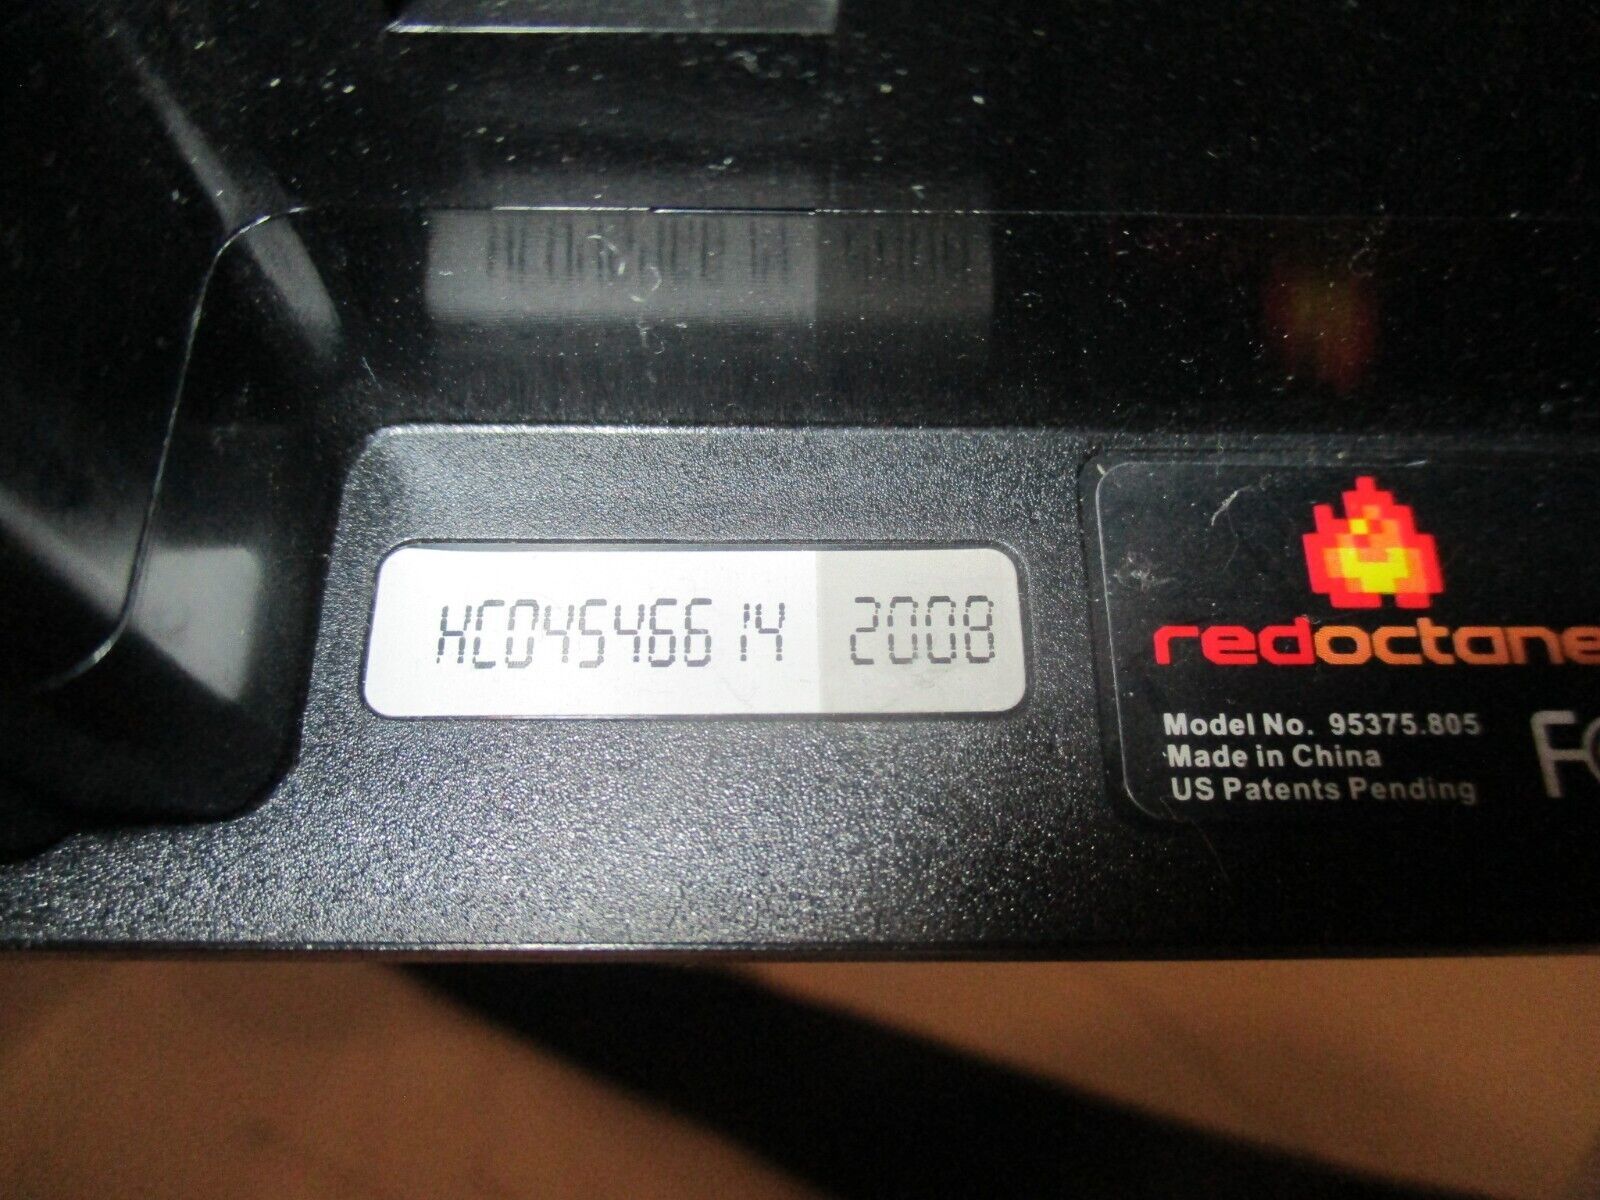 HC04546614 2008
redoctane
Model No. 95375.805
Made in China
US Patents Pending
F